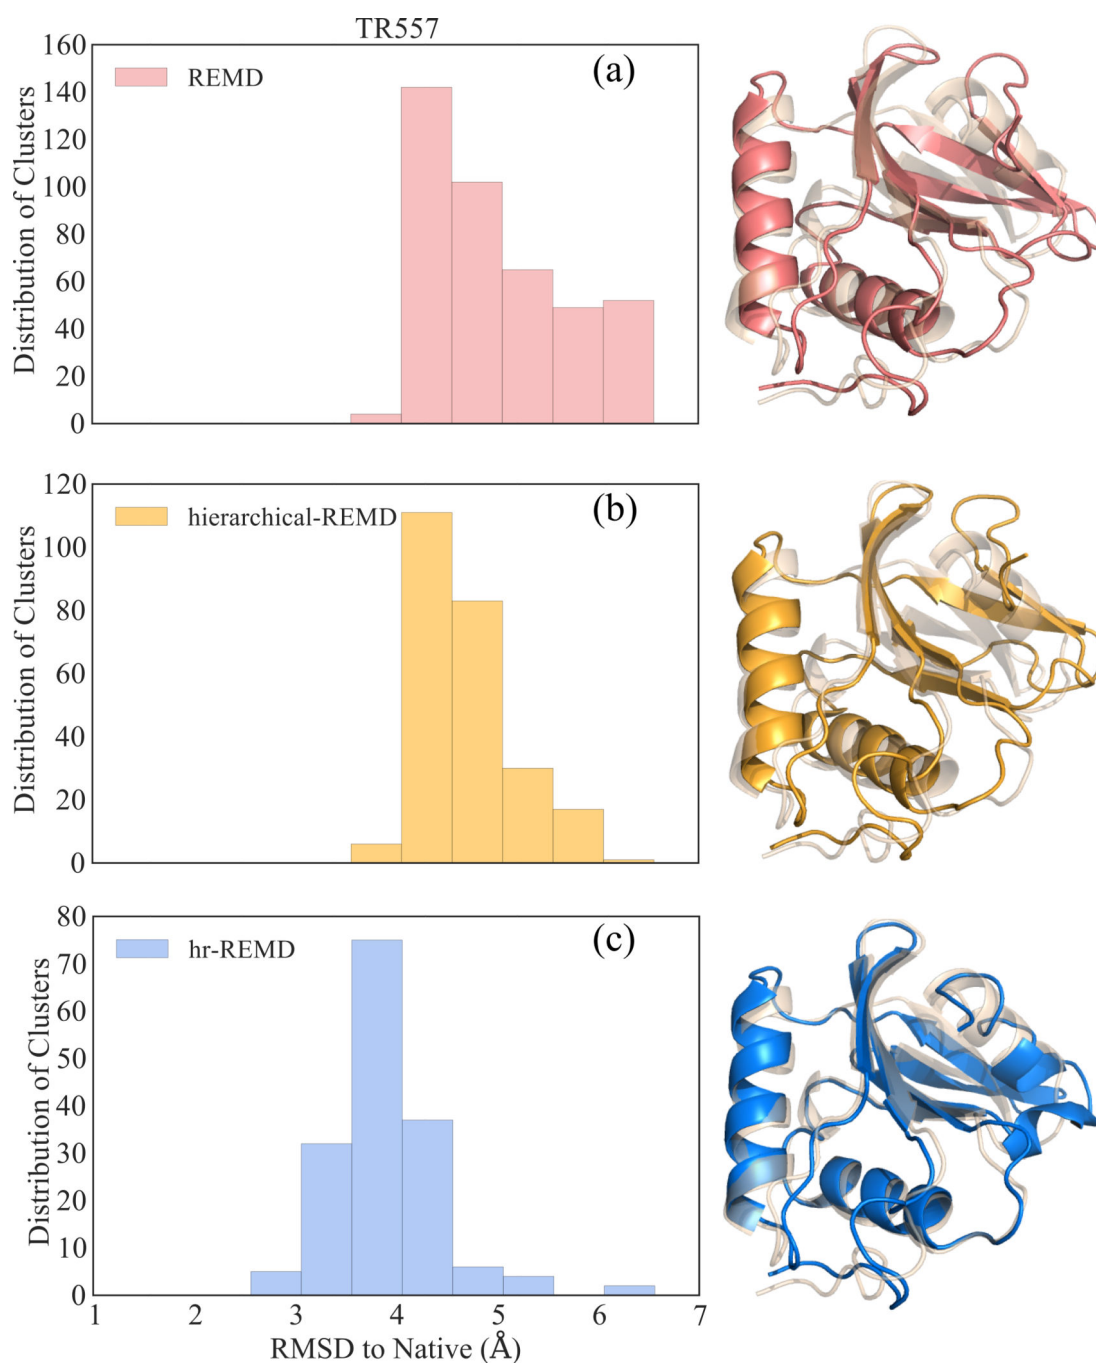 TR557
160
140
120
100
80
60
40
20
0
Distribution of Clusters
REMD
(a)
120
100
80
60
40
20
0
Distribution of Clusters
hierarchical-REMD
(b)
80
70
60
50
40
30
20
10
0
Distribution of Clusters
hr-REMD
(c)
1 2 3 4 5 6 7
RMSD to Native (Å)